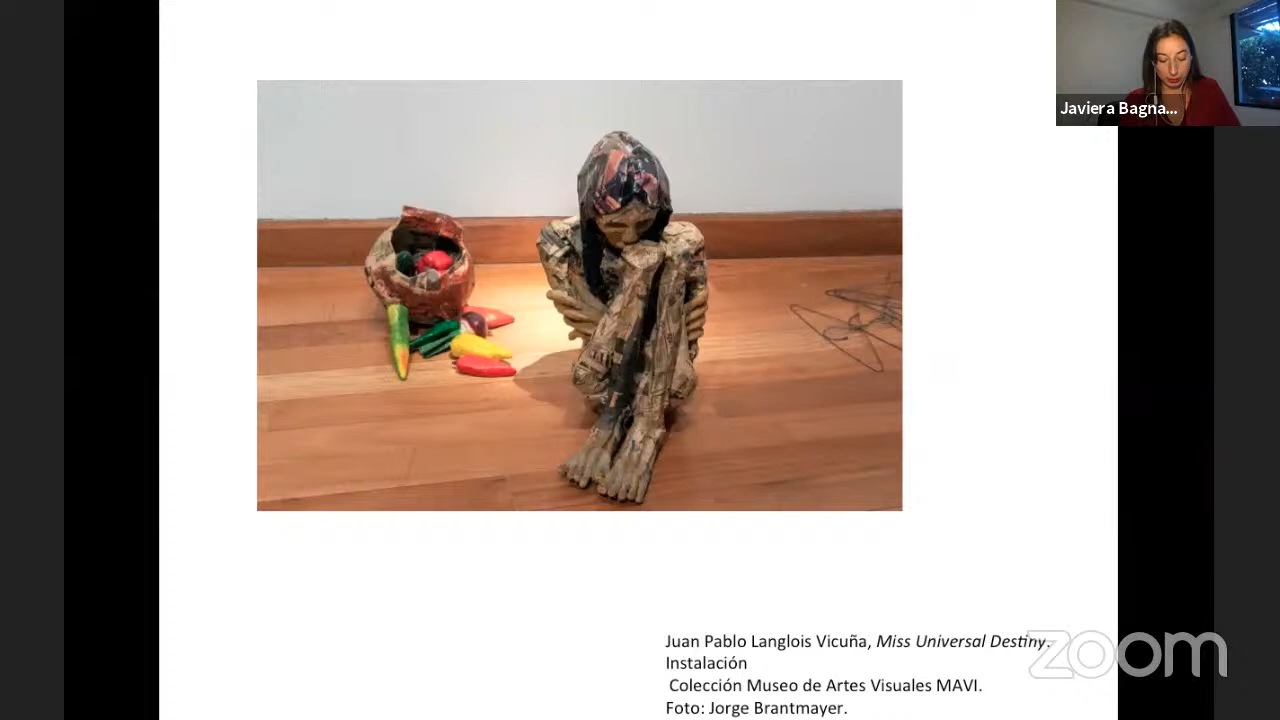 Javiera Bagna...
Juan Pablo Langlois Vicuña, Miss Universal Destiny.
Instalación
Colección Museo de Artes Visuales MAVI.
Foto: Jorge Brantmayer.
zoom